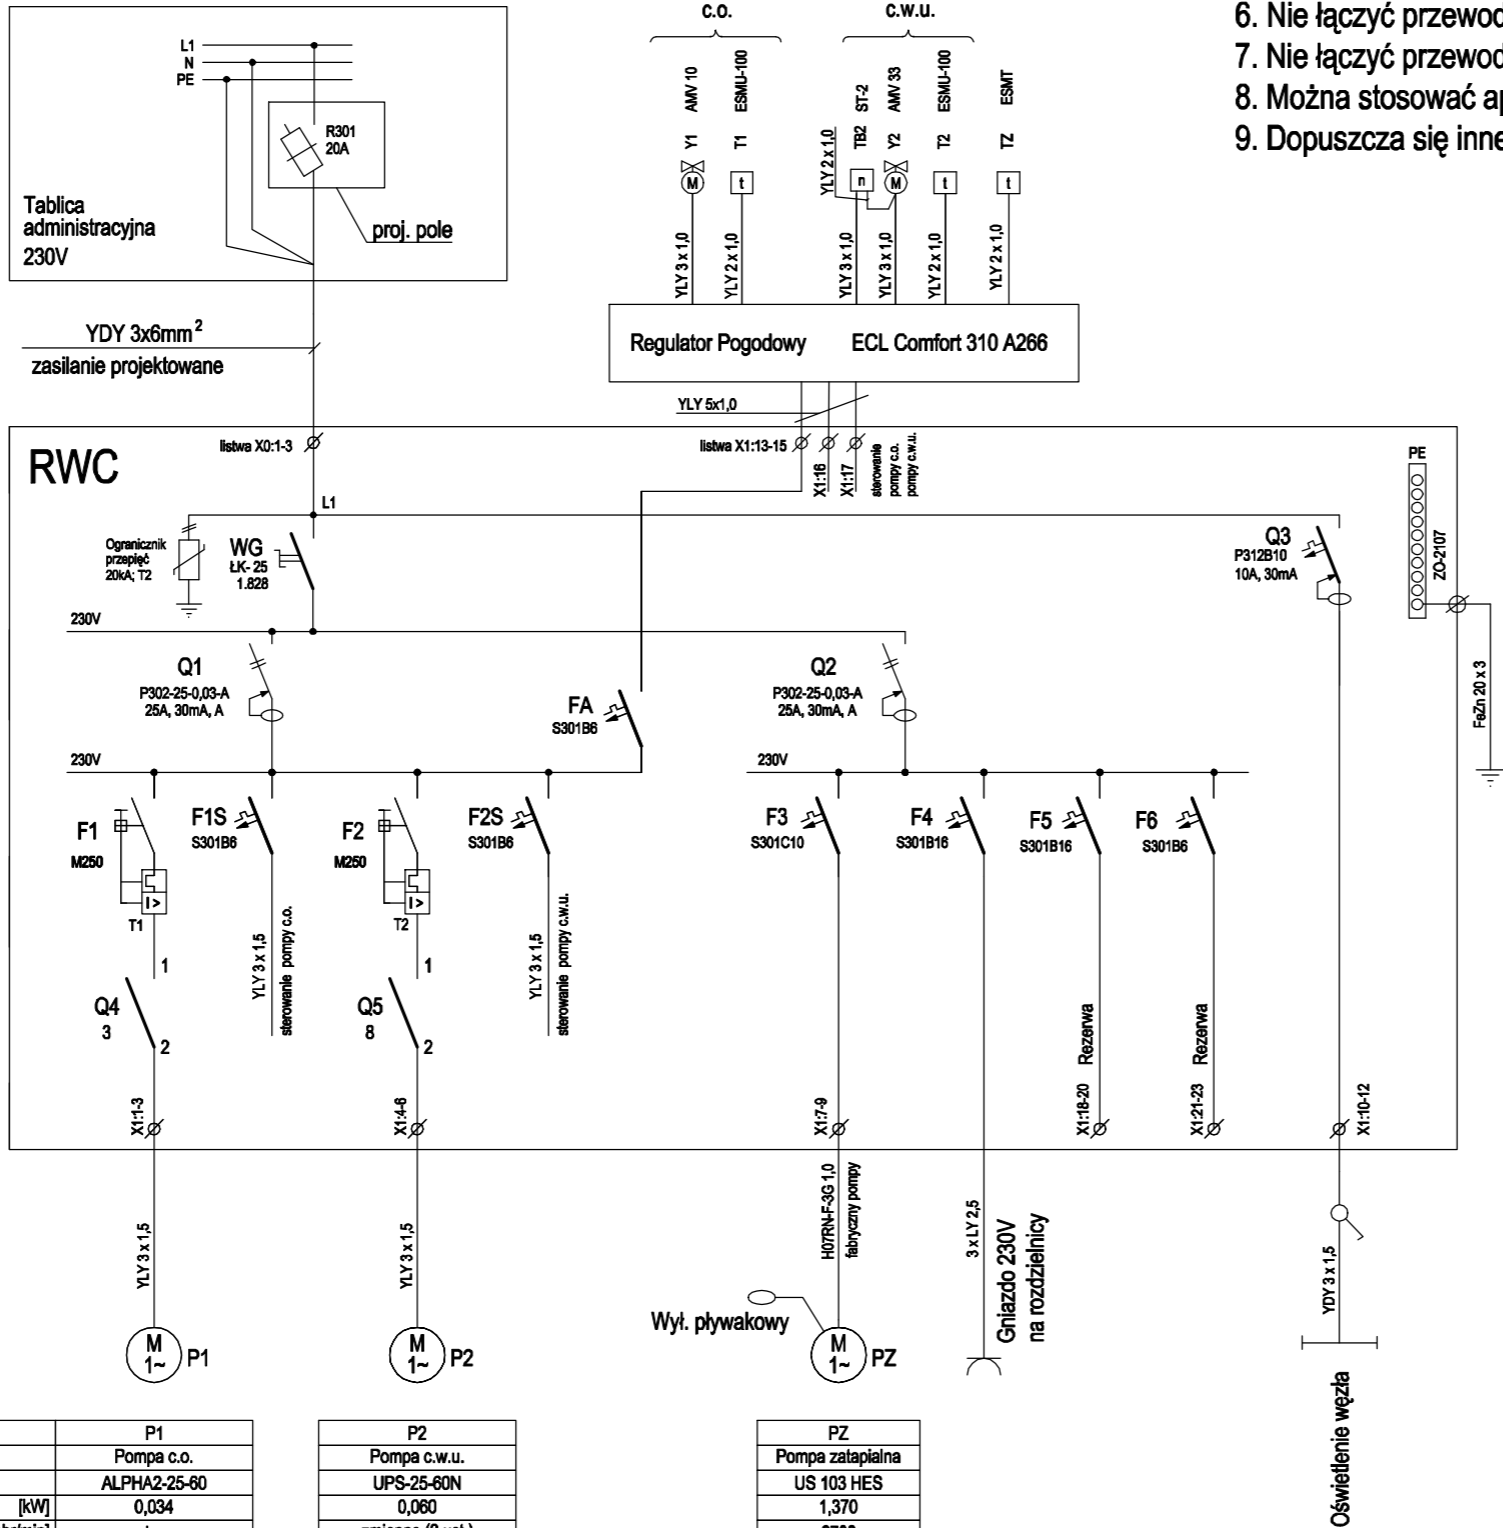 L1
N
PE
R301
20A
Tablica
administracyjna
230V
proj. pole
YDY 3x6mm²
zasilanie projektowane
c.o.
c.w.u.
Y1 AMV 10
T1 ESMU-100
TB2 ST-2
Y2 AMV 33
T2 ESMU-100
TZ ESMT
YLY 2 x 1,0
M
t
n
M
t
t
YLY 3 x 1,0
YLY 2 x 1,0
YLY 3 x 1,0
YLY 3 x 1,0
YLY 2 x 1,0
YLY 2 x 1,0
Regulator Pogodowy ECL Comfort 310 A266
6. Nie łączyć przewod
7. Nie łączyć przewod
8. Można stosować ap
9. Dopuszcza się inne
YLY 5x1,0
RWC
listwa X0:1-3
listwa X1:13-15
X1:16
X1:17
sterowanie
pompy c.o.
pompy c.w.u.
PE
ZO-2107
FeZn 20 x 3
L1
Ogranicznik
przepięć
20kA; T2
WG
ŁK- 25
1.828
Q3
P312B10
10A, 30mA
230V
Q1
P302-25-0,03-A
25A, 30mA, A
FA
S301B6
Q2
P302-25-0,03-A
25A, 30mA, A
230V
230V
F1
M250
I>
T1
F1S
S301B6
F2
M250
I>
T2
F2S
S301B6
F3
S301C10
F4
S301B16
F5
S301B16
F6
S301B6
YLY 3 x 1,5
sterowanie pompy c.o.
YLY 3 x 1,5
sterowanie pompy c.w.u.
1
Q4
3
2
1
Q5
8
2
X1:1-3
X1:4-6
X1:7-9
X1:18-20 Rezerwa
X1:21-23 Rezerwa
X1:10-12
YLY 3 x 1,5
YLY 3 x 1,5
H07RN-F-3G 1,0
fabryczny pompy
3 x LY 2,5
Gniazdo 230V
na rozdzielnicy
YDY 3 x 1,5
Oświetlenie węzła
Wył. pływakowy
M
1~
P1
M
1~
P2
M
1~
PZ
P1
P2
PZ
Pompa c.o.
Pompa c.w.u.
Pompa zatapialna
ALPHA2-25-60
UPS-25-60N
US 103 HES
[kW] 0,034
0,060
1,370